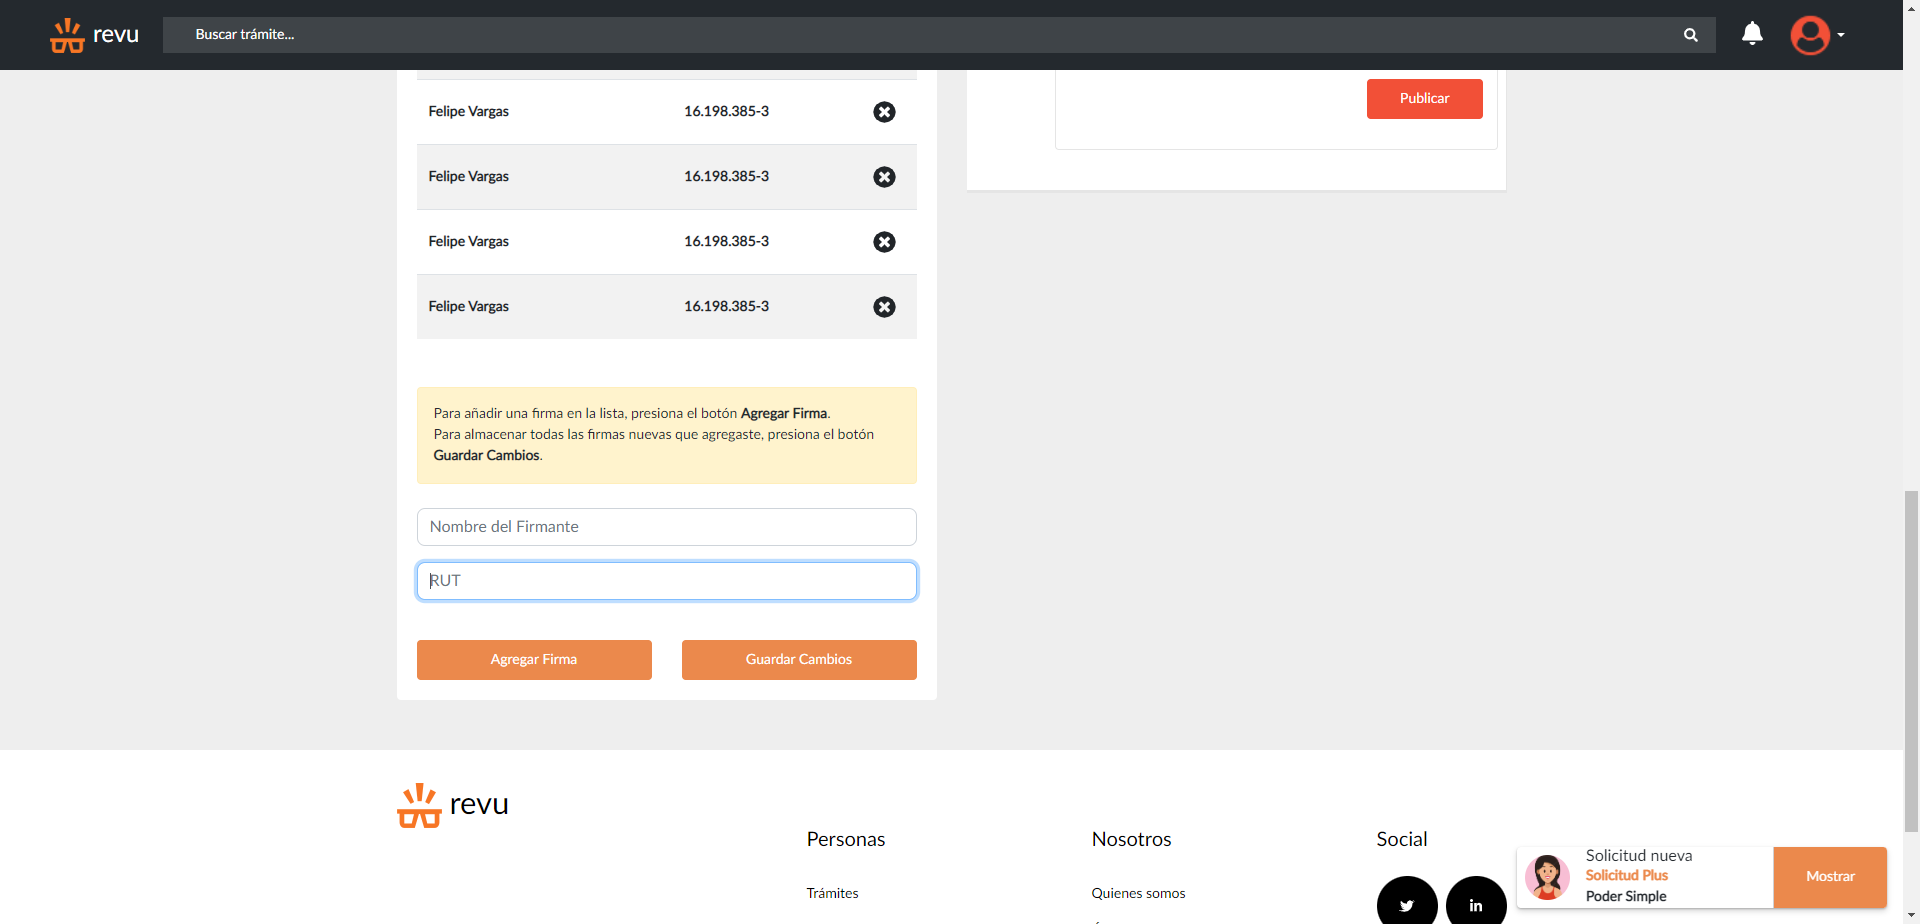 revu
Buscar trámite...
Felipe Vargas 16.198.385-3
Felipe Vargas 16.198.385-3
Felipe Vargas 16.198.385-3
Felipe Vargas 16.198.385-3
Publicar
Para añadir una firma en la lista, presiona el botón Agregar Firma.
Para almacenar todas las firmas nuevas que agregaste, presiona el botón
Guardar Cambios.
Nombre del Firmante
RUT
Agregar Firma
Guardar Cambios
revu
Personas
Trámites
Nosotros
Quienes somos
Social
in
Solicitud nueva
Solicitud Plus
Poder Simple
Mostrar